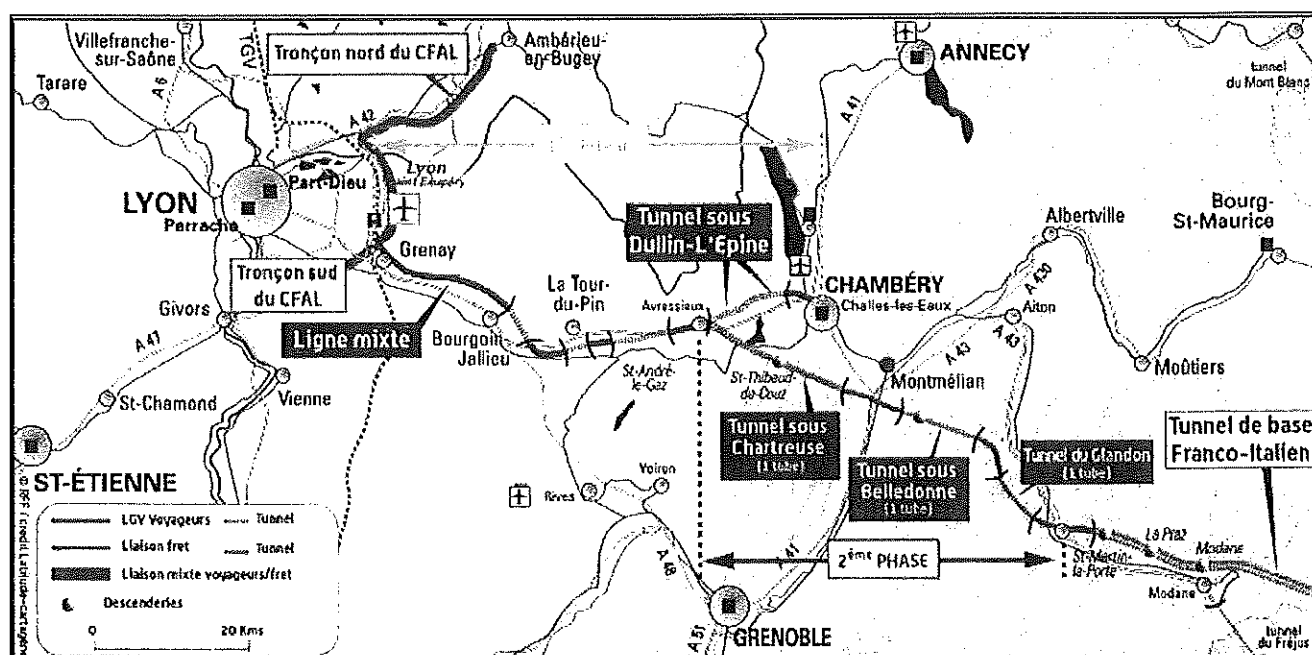 Villefranche-
sur-Saône
Tarare
A 6
TGV
Tronçon nord du CFAL
Ambérieu
en-Bugey
A 42
ANNECY
A 41
tunnel
du Mont Blanc
LYON
Part-Dieu
Perrache
Lyon
Grenay
Tronçon sud
du CFAL
Givors
A 47
Ligne mixte
Bourgoin
Jallieu
La Tour-
du-Pin
Avressieux
Tunnel sous
Dullin-L'Epine
CHAMBÉRY
Challes-les-Eaux
Albertville
A 430
Bourg-
St-Maurice
Aiton
A 43
A 43
Moûtiers
Montmélian
St-Chamond
Vienne
St-André-
le-Gaz
St-Thibaud-
de-Couz
Tunnel sous
Chartreuse
(1 tube)
Tunnel sous
Belledonne
(1 tube)
Tunnel du Glandon
(1 tube)
Tunnel de base
Franco-Italien
ST-ÉTIENNE
Voiron
Rives
A 48
A 41
2ème PHASE
St-Martin-
la-Porte
La Praz
Modane
Modane
tunnel
du Fréjus
GRENOBLE
A 51
LGV Voyageurs
Tunnel
Liaison fret
Tunnel
Liaison mixte voyageurs/fret
Descenderies
0 20 Kms